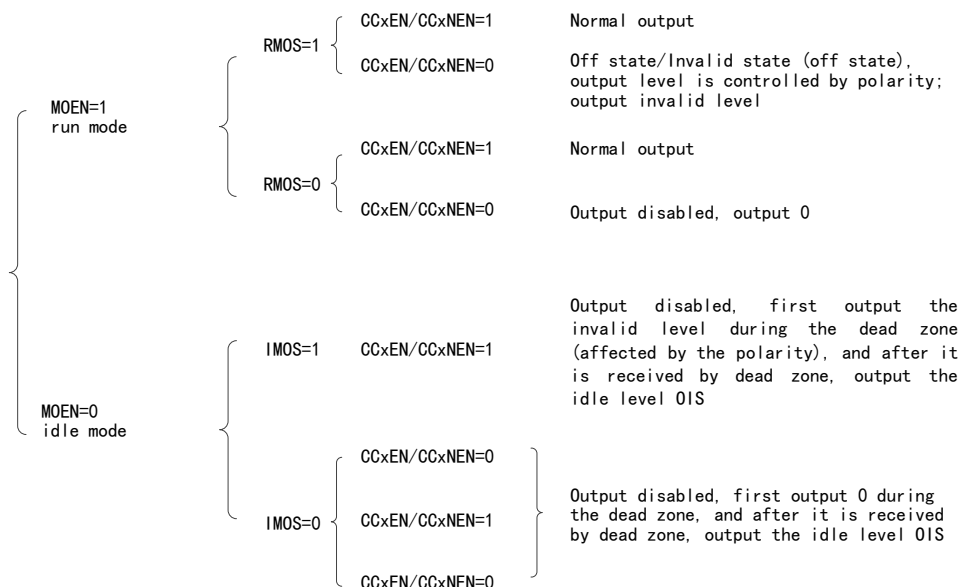 CCxEN/CCxNEN=1 Normal output
RMOS=1
CCxEN/CCxNEN=0 Off state/Invalid state (off state),
output level is controlled by polarity;
output invalid level
MOEN=1
run mode
CCxEN/CCxNEN=1 Normal output
RMOS=0
CCxEN/CCxNEN=0 Output disabled, output 0
Output disabled, first output the
invalid level during the dead zone
IMOS=1 CCxEN/CCxNEN=1 (affected by the polarity), and after it
is received by dead zone, output the
idle level OIS
MOEN=0
idle mode
CCxEN/CCxNEN=0
Output disabled, first output 0 during
IMOS=0 CCxEN/CCxNEN=1 the dead zone, and after it is received
by dead zone, output the idle level OIS
CCxEN/CCxNEN=0